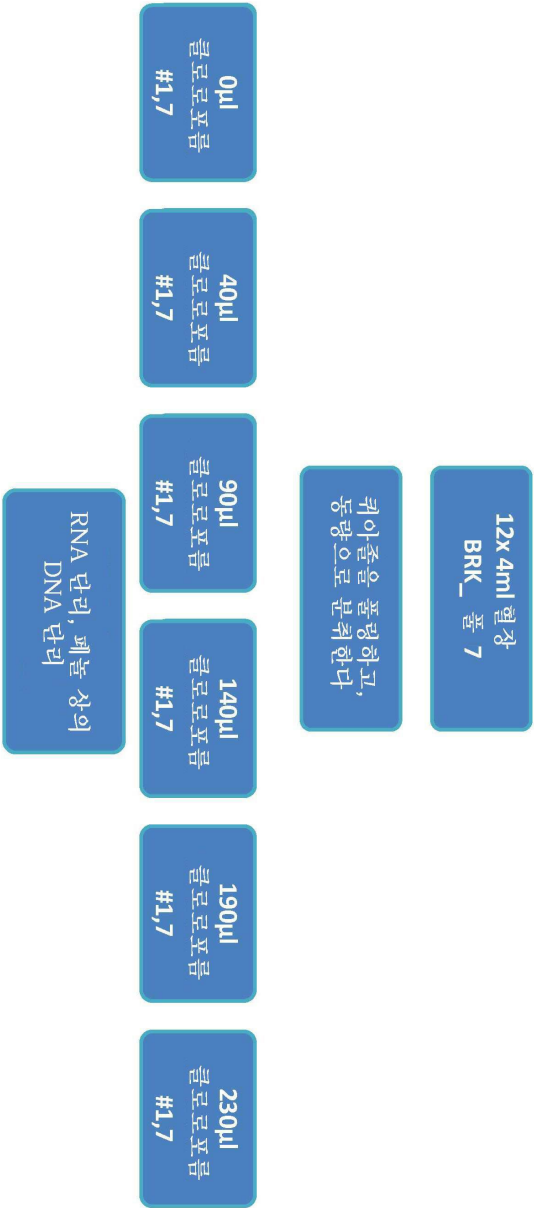 12x 4ml 혈장
BRK_ 풀 7
퀴아졸을 풀링하고,
동량으로 분취한다
0µl
클로로포름
#1,7
40µl
클로로포름
#1,7
90µl
클로로포름
#1,7
140µl
클로로포름
#1,7
190µl
클로로포름
#1,7
230µl
클로로포름
#1,7
RNA 단리, 페놀 상의
DNA 단리